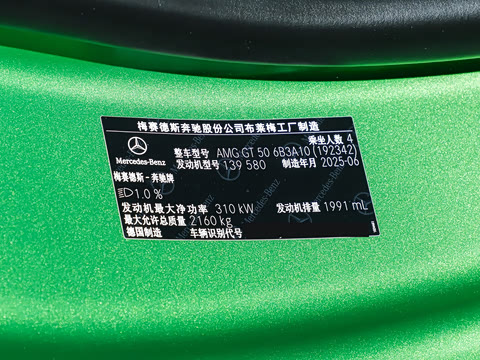 梅赛德斯奔驰股份公司布莱梅工厂制造
乘坐人数 4
Mercedes-Benz
整车型号 AMG GT 50 6B3A10 (192342)
发动机型号 139 580 制造年月 2025-06
梅赛德斯-奔驰牌
1.0 %
发动机最大净功率 310 kW 发动机排量 1991 mL
最大允许总质量 2160 kg
德国制造 车辆识别代号